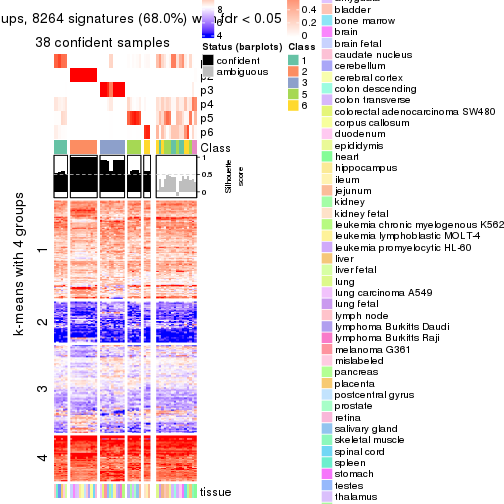 ups, 8264 signatures (68.0%) with fdr < 0.05
38 confident samples
p3
p4
p5
p6
Class
1
0.5
0
Silhouette
score
k-means with 4 groups
1
2
3
4
tissue
8
6
4
Status (barplots)
confident
ambiguous
0.4
0.2
0
Class
1
2
3
5
6
bladder
bone marrow
brain
brain fetal
caudate nucleus
cerebellum
cerebral cortex
colon descending
colon transverse
colorectal adenocarcinoma SW480
corpus callosum
duodenum
epididymis
heart
hippocampus
ileum
jejunum
kidney
kidney fetal
leukemia chronic myelogenous K562
leukemia lymphoblastic MOLT-4
leukemia promyelocytic HL-60
liver
liver fetal
lung
lung carcinoma A549
lung fetal
lymph node
lymphoma Burkitts Daudi
lymphoma Burkitts Raji
melanoma G361
mislabeled
pancreas
placenta
postcentral gyrus
prostate
retina
salivary gland
skeletal muscle
spinal cord
spleen
stomach
testes
thalamus